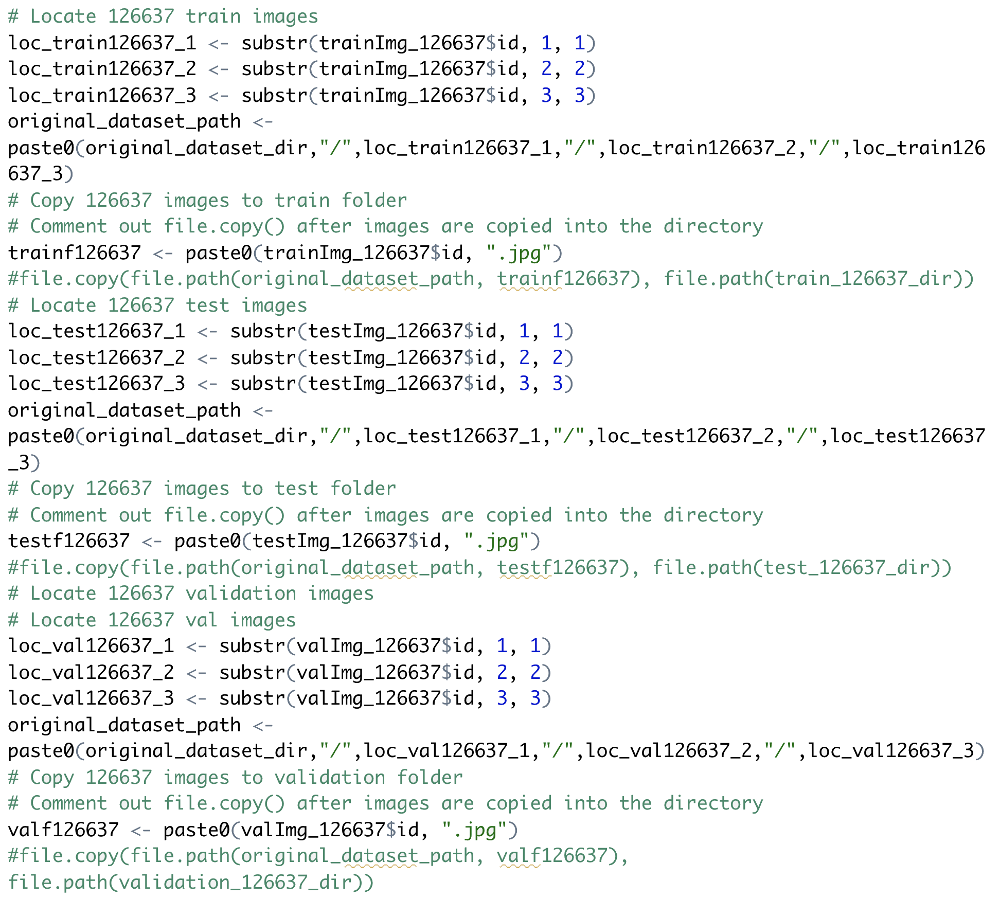 # Locate 126637 train images
loc_train126637_1 <- substr(trainImg_126637$id, 1, 1)
loc_train126637_2 <- substr(trainImg_126637$id, 2, 2)
loc_train126637_3 <- substr(trainImg_126637$id, 3, 3)
original_dataset_path <-
paste0(original_dataset_dir,"/",loc_train126637_1,"/",loc_train126637_2,"/",loc_train126
637_3)
# Copy 126637 images to train folder
# Comment out file.copy() after images are copied into the directory
trainf126637 <- paste0(trainImg_126637$id, ".jpg")
#file.copy(file.path(original_dataset_path, trainf126637), file.path(train_126637_dir))
# Locate 126637 test images
loc_test126637_1 <- substr(testImg_126637$id, 1, 1)
loc_test126637_2 <- substr(testImg_126637$id, 2, 2)
loc_test126637_3 <- substr(testImg_126637$id, 3, 3)
original_dataset_path <-
paste0(original_dataset_dir,"/",loc_test126637_1,"/",loc_test126637_2,"/",loc_test126637
_3)
# Copy 126637 images to test folder
# Comment out file.copy() after images are copied into the directory
testf126637 <- paste0(testImg_126637$id, ".jpg")
#file.copy(file.path(original_dataset_path, testf126637), file.path(test_126637_dir))
# Locate 126637 validation images
# Locate 126637 val images
loc_val126637_1 <- substr(valImg_126637$id, 1, 1)
loc_val126637_2 <- substr(valImg_126637$id, 2, 2)
loc_val126637_3 <- substr(valImg_126637$id, 3, 3)
original_dataset_path <-
paste0(original_dataset_dir,"/",loc_val126637_1,"/",loc_val126637_2,"/",loc_val126637_3)
# Copy 126637 images to validation folder
# Comment out file.copy() after images are copied into the directory
valf126637 <- paste0(valImg_126637$id, ".jpg")
#file.copy(file.path(original_dataset_path, valf126637),
file.path(validation_126637_dir))